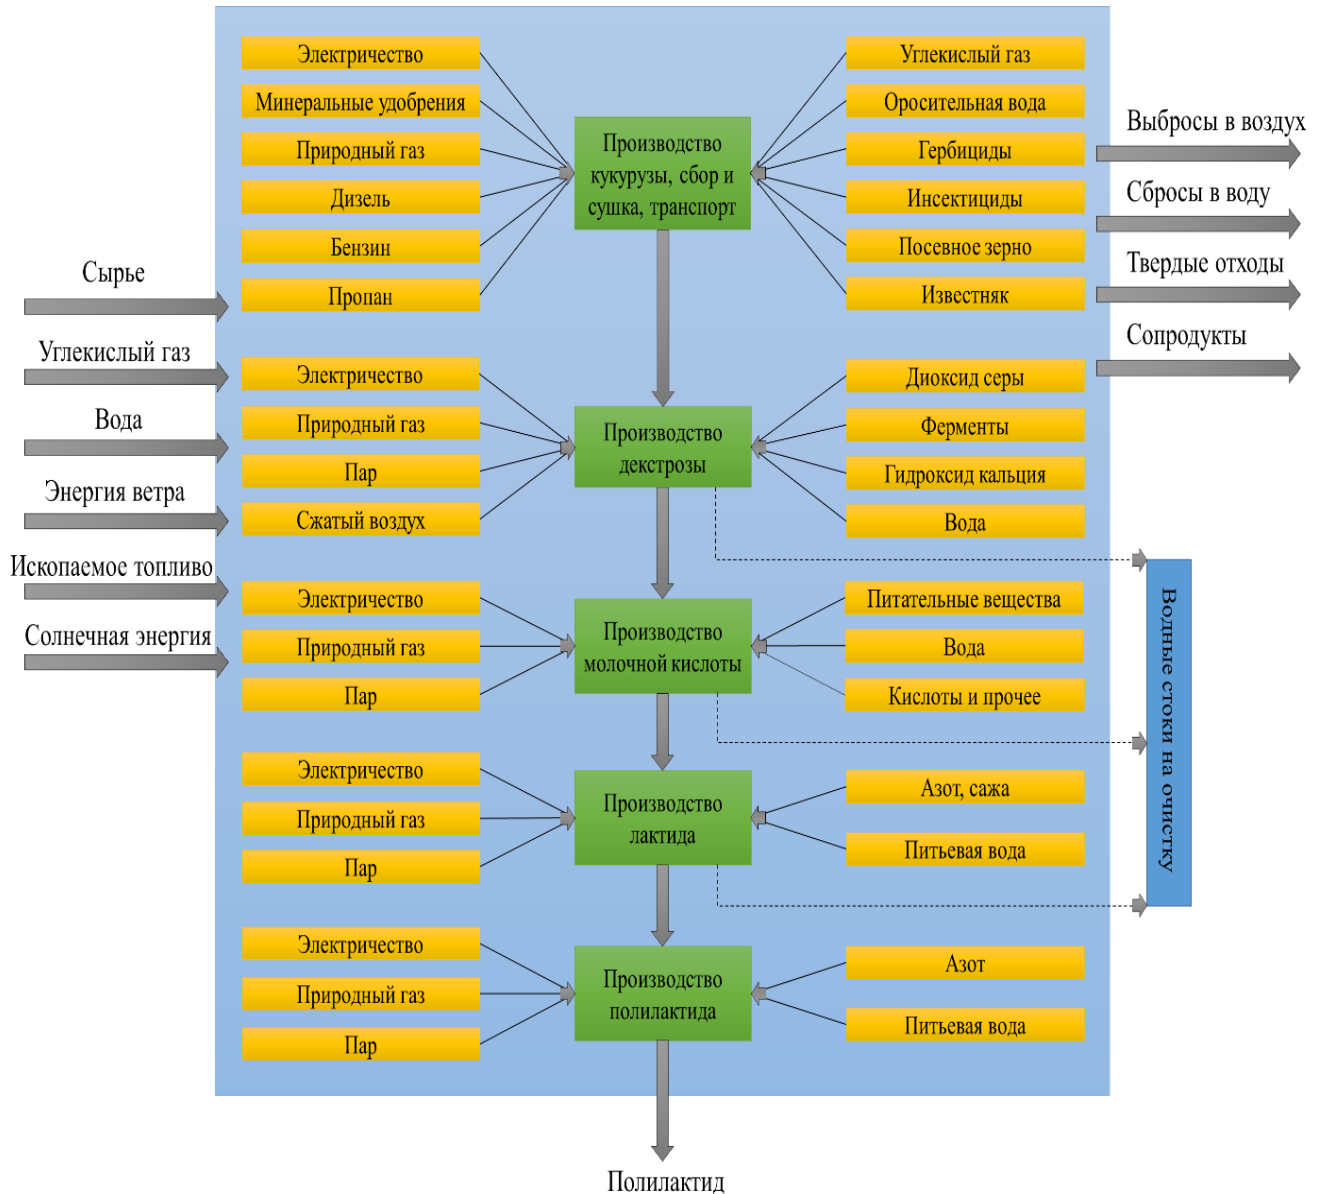 Сырье
Углекислый газ
Вода
Энергия ветра
Ископаемое топливо
Солнечная энергия
Электричество
Минеральные удобрения
Природный газ
Дизель
Бензин
Пропан
Производство
кукурузы, сбор и
сушка, транспорт
Углекислый газ
Оросительная вода
Гербициды
Инсектициды
Посевное зерно
Известняк
Электричество
Природный газ
Пар
Сжатый воздух
Производство
декстрозы
Диоксид серы
Ферменты
Гидроксид кальция
Вода
Электричество
Природный газ
Пар
Производство
молочной кислоты
Питательные вещества
Вода
Кислоты и прочее
Электричество
Природный газ
Пар
Производство
лактида
Азот, сажа
Питьевая вода
Электричество
Природный газ
Пар
Производство
полилактида
Азот
Питьевая вода
Выбросы в воздух
Сбросы в воду
Твердые отходы
Сопродукты
Водные стоки на очистку
Полилактид